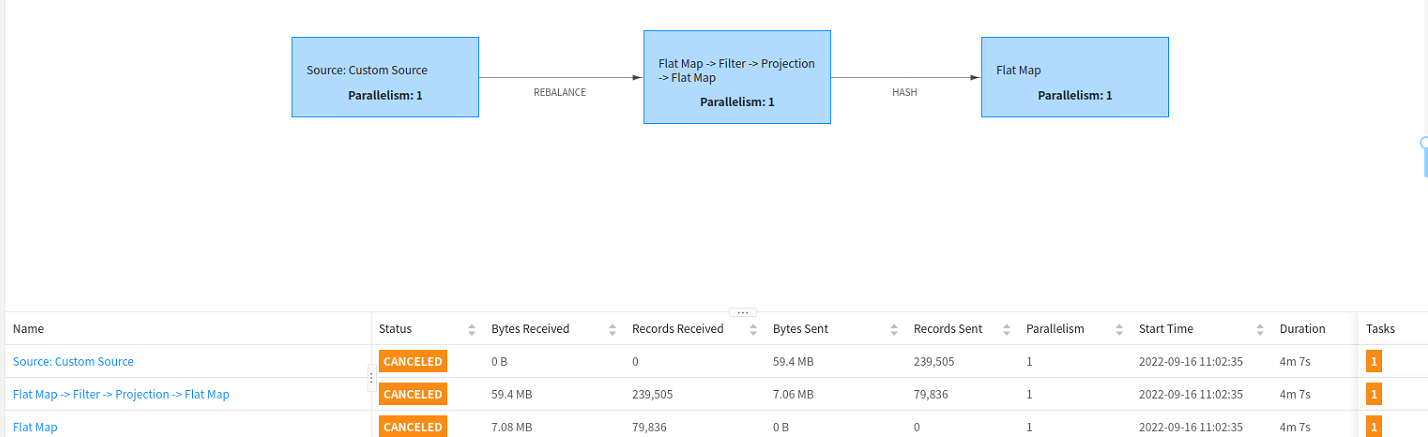 Source: Custom Source
Parallelism: 1
REBALANCE
Flat Map -> Filter -> Projection
-> Flat Map
Parallelism: 1
HASH
Flat Map
Parallelism: 1
Name Status Bytes Received Records Received Bytes Sent Records Sent Parallelism Start Time Duration Tasks
Source: Custom Source CANCELED 0 B 0 59.4 MB 239,505 1 2022-09-16 11:02:35 4m 7s 1
Flat Map -> Filter -> Projection -> Flat Map CANCELED 59.4 MB 239,505 7.06 MB 79,836 1 2022-09-16 11:02:35 4m 7s 1
Flat Map CANCELED 7.08 MB 79,836 0 B 0 1 2022-09-16 11:02:35 4m 7s 1